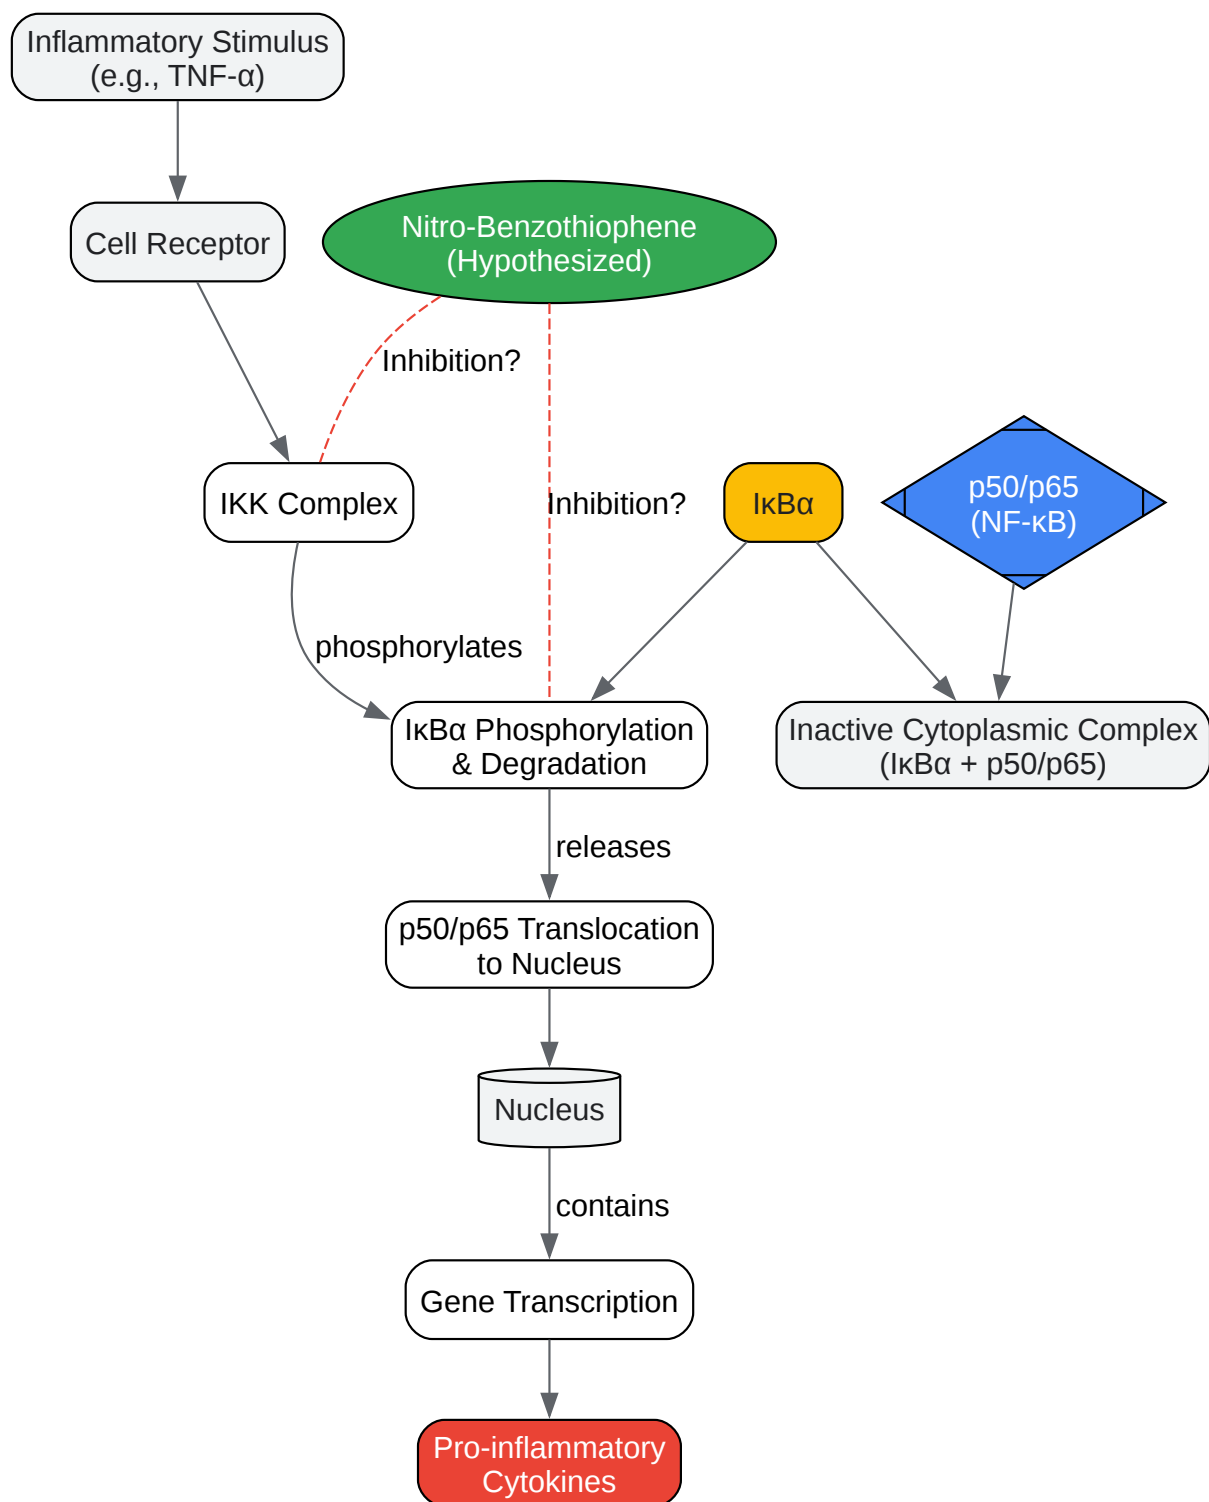 Inflammatory Stimulus
(e.g., TNF-α)
Cell Receptor
Nitro-Benzothiophene
(Hypothesized)
Inhibition?
IKK Complex
Inhibition?
IκBα
p50/p65
(NF-κB)
phosphorylates
IκBα Phosphorylation
& Degradation
Inactive Cytoplasmic Complex
(IκBα + p50/p65)
releases
p50/p65 Translocation
to Nucleus
Nucleus
contains
Gene Transcription
Pro-inflammatory
Cytokines